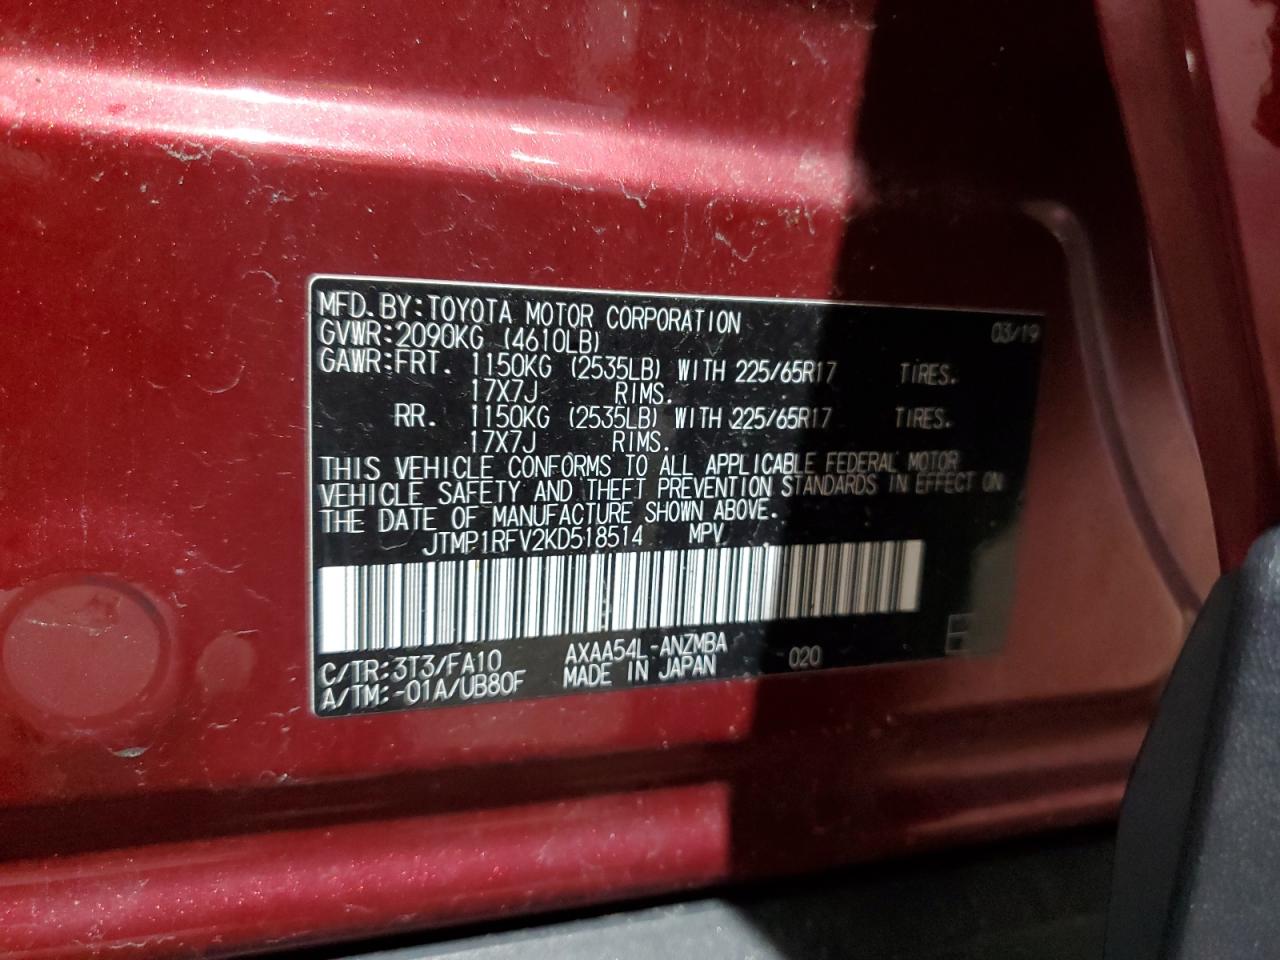 MFD. BY: TOYOTA MOTOR CORPORATION 03/19
GVWR: 2090KG (4610LB)
GAWR: FRT. 1150KG (2535LB) WITH 225/65R17 TIRES.
17X7J RIMS.
RR. 1150KG (2535LB) WITH 225/65R17 TIRES.
17X7J RIMS.
THIS VEHICLE CONFORMS TO ALL APPLICABLE FEDERAL MOTOR
VEHICLE SAFETY AND THEFT PREVENTION STANDARDS IN EFFECT ON
THE DATE OF MANUFACTURE SHOWN ABOVE.
JTMP1RFV2KD518514 MPV
C/TR: 3T3/FA10 AXAA54L-ANZMBA 020
A/TM: -01A/UB80F MADE IN JAPAN